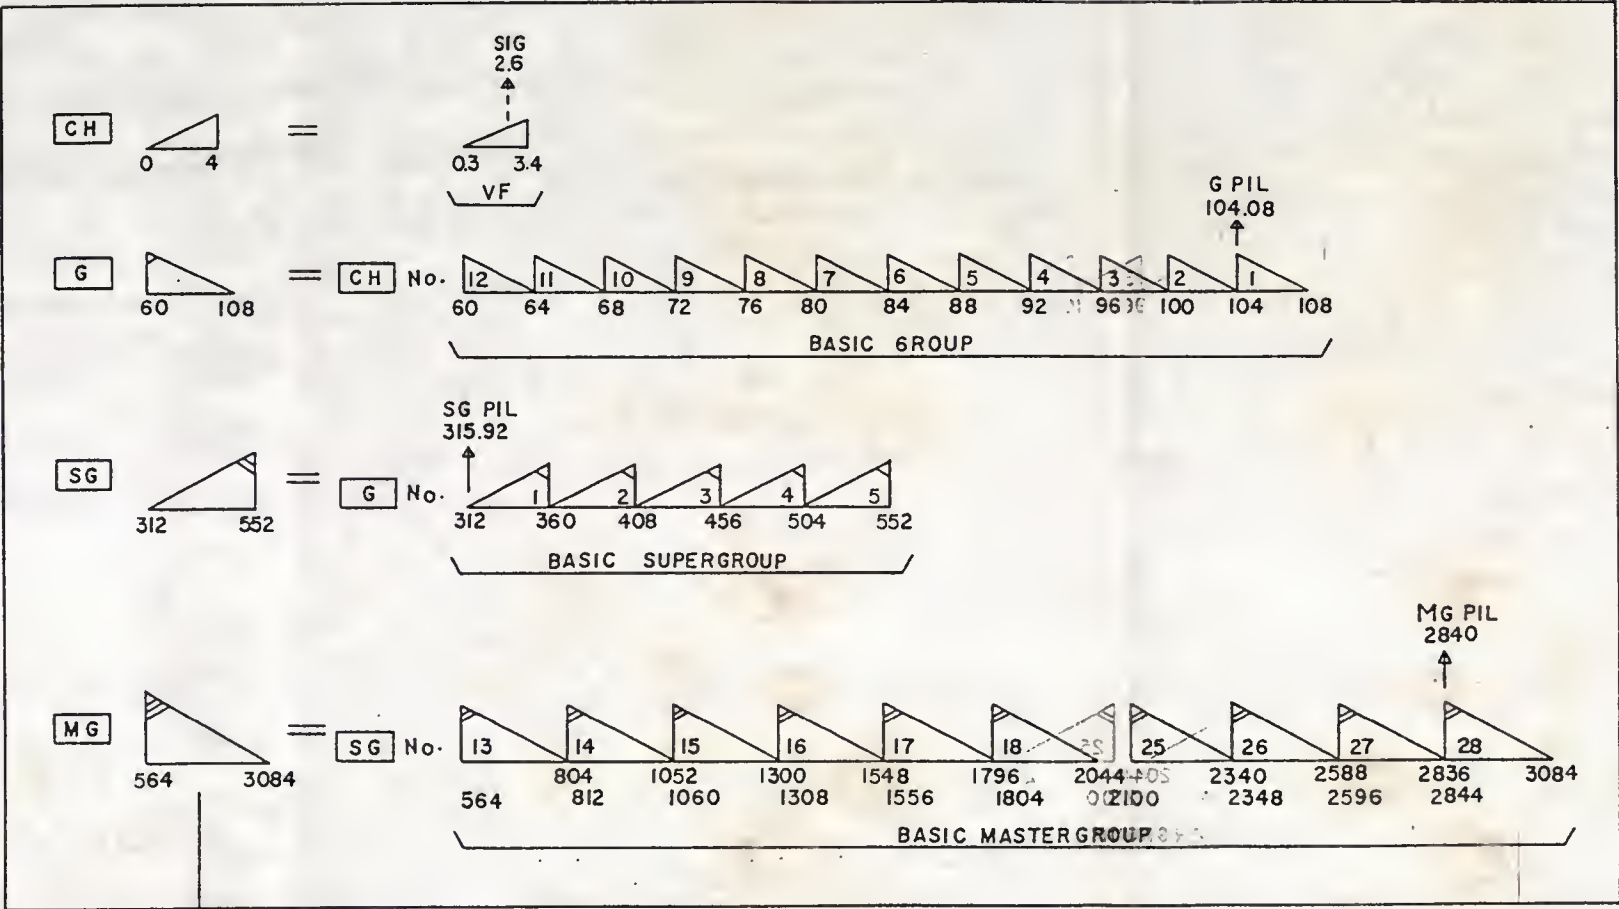 SIG
2.6
CH
0 4 = 0.3 3.4
VF
G PIL
104.08
G = CH No. 12 11 10 9 8 7 6 5 4 3 2 1
60 108 60 64 68 72 76 80 84 88 92 96 100 104 108
BASIC 6ROUP
SG PIL
315.92
SG = G No. 1 2 3 4 5
312 552 312 360 408 456 504 552
BASIC SUPERGROUP
MG PIL
2840
MG = SG No. 13 14 15 16 17 18 25 26 27 28
564 3084 804 1052 1300 1548 1796 2044 2340 2588 2836 3084
564 812 1060 1308 1556 1804 2100 2348 2596 2844
BASIC MASTERGROUP